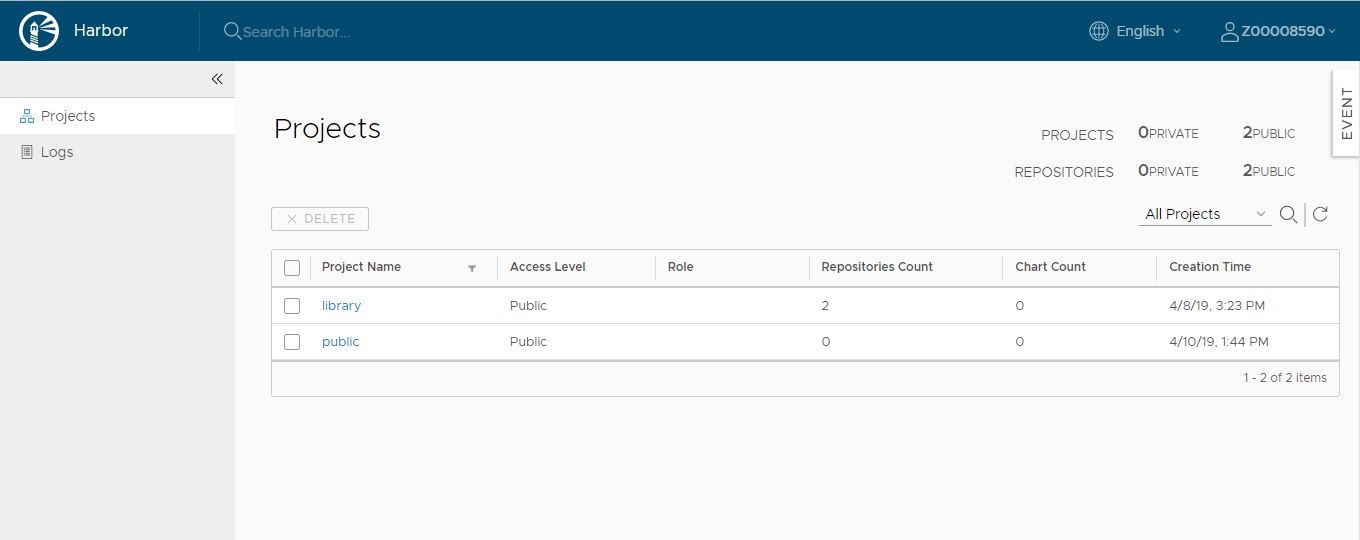 Harbor
Search Harbor...
English
Z00008590
Projects
Logs
EVENT
Projects
PROJECTS 0PRIVATE 2PUBLIC
REPOSITORIES 0PRIVATE 2PUBLIC
DELETE
All Projects
Project Name Access Level Role Repositories Count Chart Count Creation Time
library Public 2 0 4/8/19, 3:23 PM
public Public 0 0 4/10/19, 1:44 PM
1 - 2 of 2 items